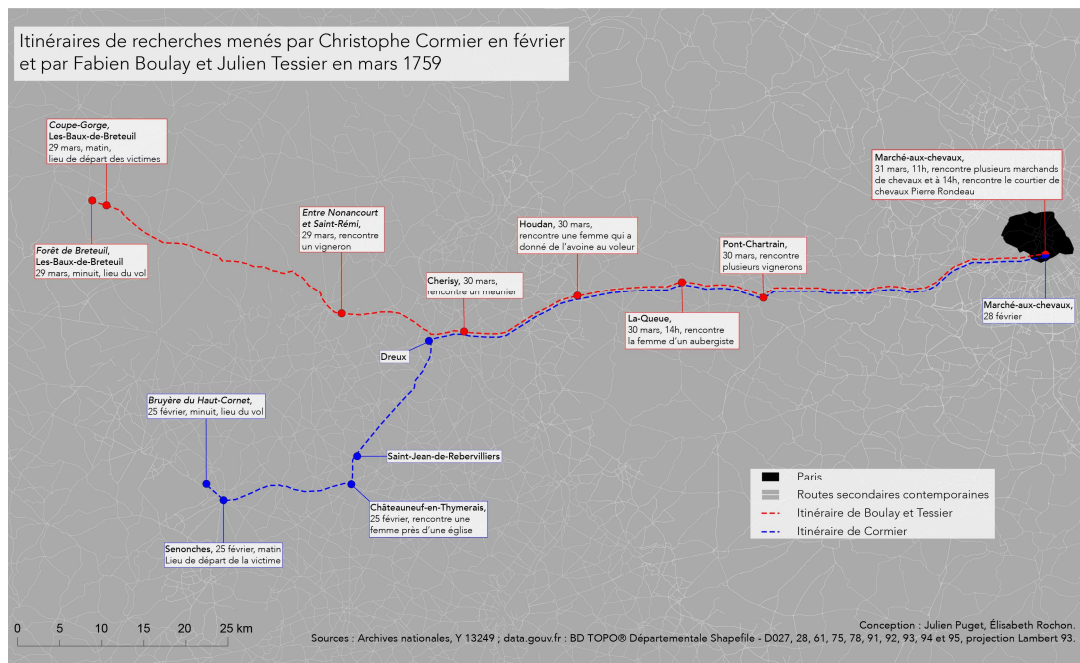 Itinéraires de recherches menés par Christophe Cormier en février
et par Fabien Boulay et Julien Tessier en mars 1759
Coupe-Gorge,
Les-Baux-de-Breteuil
29 mars, matin,
lieu de départ des victimes
Forêt de Breteuil,
Les-Baux-de-Breteuil
29 mars, minuit, lieu du vol
Entre Nonancourt
et Saint-Rémi,
29 mars, rencontre
un vigneron
Cherisy, 30 mars,
rencontre un meunier
Houdan, 30 mars,
rencontre une femme qui a
donné de l'avoine au voleur
La-Queue,
30 mars, 14h, rencontre
la femme d'un aubergiste
Pont-Chartrain,
30 mars, rencontre
plusieurs vignerons
Marché-aux-chevaux,
31 mars, 11h, rencontre plusieurs marchands
de chevaux et à 14h, rencontre le courtier de
chevaux Pierre Rondeau
Marché-aux-chevaux,
28 février
Dreux
Bruyère du Haut-Cornet,
25 février, minuit, lieu du vol
Saint-Jean-de-Rebervilliers
Châteauneuf-en-Thymerais,
25 février, rencontre une
femme près d'une église
Senonches, 25 février, matin
Lieu de départ de la victime
Paris
Routes secondaires contemporaines
Itinéraire de Boulay et Tessier
Itinéraire de Cormier
0 5 10 15 20 25 km
Conception : Julien Puget, Élisabeth Rochon.
Sources : Archives nationales, Y 13249 ; data.gouv.fr : BD TOPO® Départementale Shapefile - D027, 28, 61, 75, 78, 91, 92, 93, 94 et 95, projection Lambert 93.